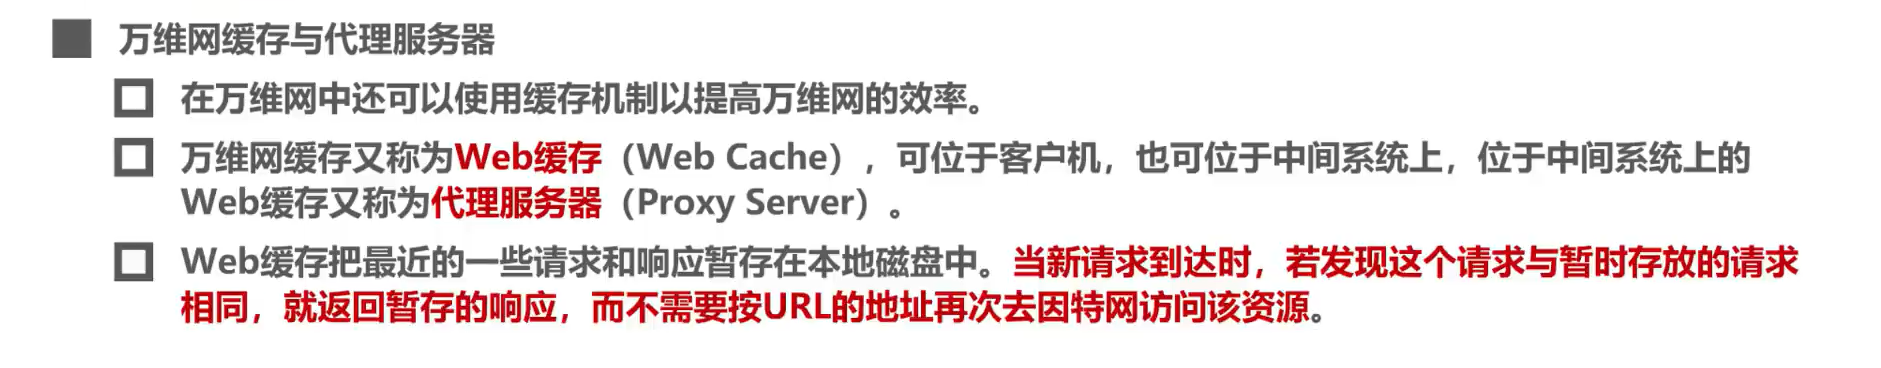 万维网缓存与代理服务器
在万维网中还可以使用缓存机制以提高万维网的效率。
万维网缓存又称为Web缓存（Web Cache），可位于客户机，也可位于中间系统上，位于中间系统上的
Web缓存又称为代理服务器（Proxy Server）。
Web缓存把最近的一些请求和响应暂存在本地磁盘中。当新请求到达时，若发现这个请求与暂时存放的请求
相同，就返回暂存的响应，而不需要按URL的地址再次去因特网访问该资源。